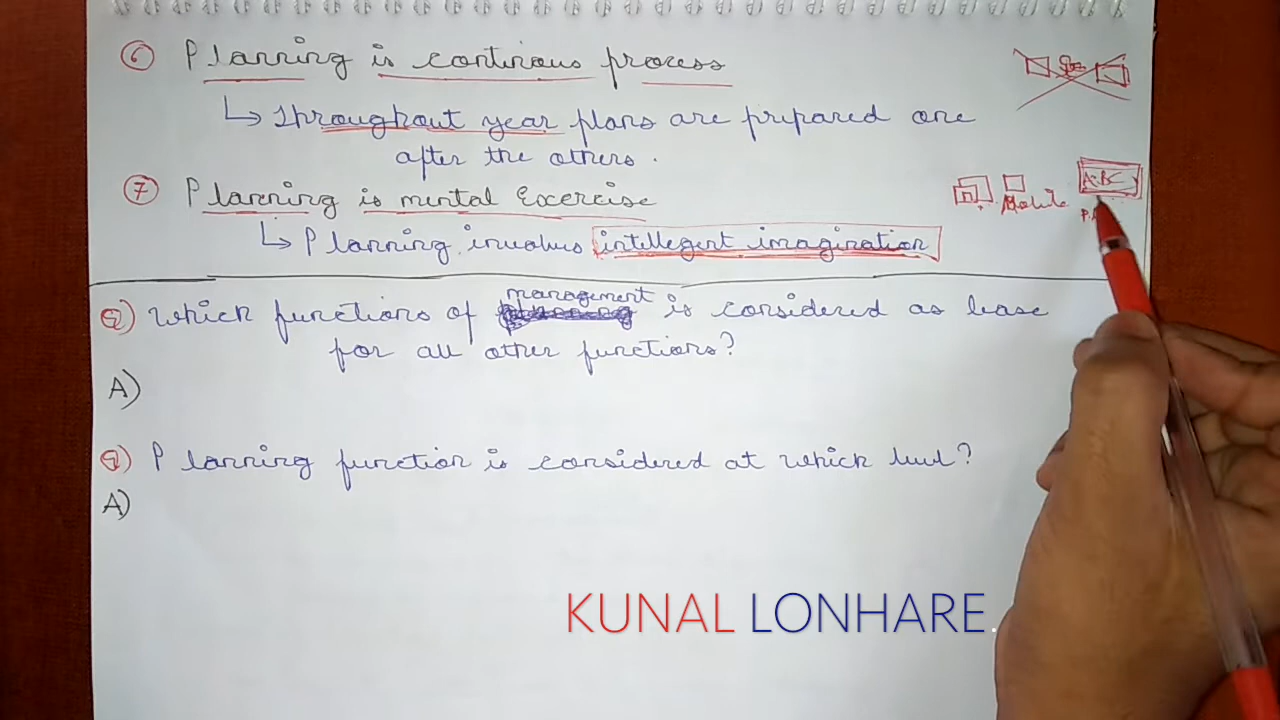 ⑥ Planning is continous process
↳ Throughout year plans are prepared one
after the others.
⑦ Planning is mental Exercise
ABC
Mobile
↳ Planning involves intellegent imagination
management
Q) Which functions of is considered as base
for all other functions?
A)
Q) Planning function is considered at which level?
A)
KUNAL LONHARE.